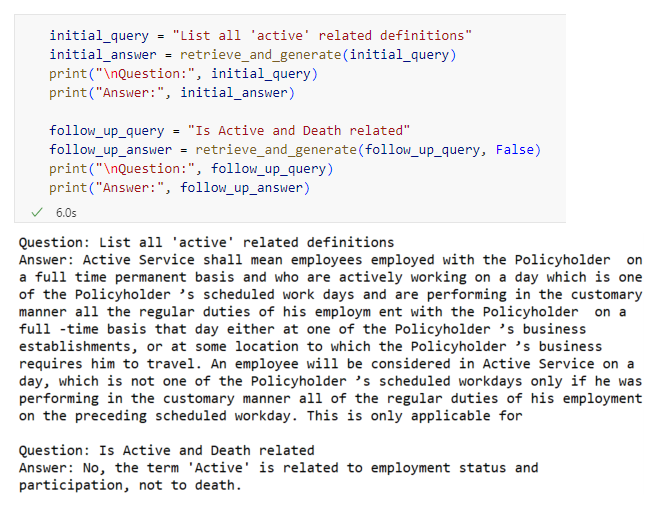 initial_query = "List all 'active' related definitions"
initial_answer = retrieve_and_generate(initial_query)
print("\nQuestion:", initial_query)
print("Answer:", initial_answer)
follow_up_query = "Is Active and Death related"
follow_up_answer = retrieve_and_generate(follow_up_query, False)
print("\nQuestion:", follow_up_query)
print("Answer:", follow_up_answer)
✓ 6.0s
Question: List all 'active' related definitions
Answer: Active Service shall mean employees employed with the Policyholder  on
a full time permanent basis and who are actively working on a day which is one
of the Policyholder ’s scheduled work days and are performing in the customary
manner all the regular duties of his employm ent with the Policyholder  on a
full -time basis that day either at one of the Policyholder ’s business
establishments, or at some location to which the Policyholder ’s business
requires him to travel. An employee will be considered in Active Service on a
day, which is not one of the Policyholder ’s scheduled workdays only if he was
performing in the customary manner all of the regular duties of his employment
on the preceding scheduled workday. This is only applicable for
Question: Is Active and Death related
Answer: No, the term 'Active' is related to employment status and
participation, not to death.